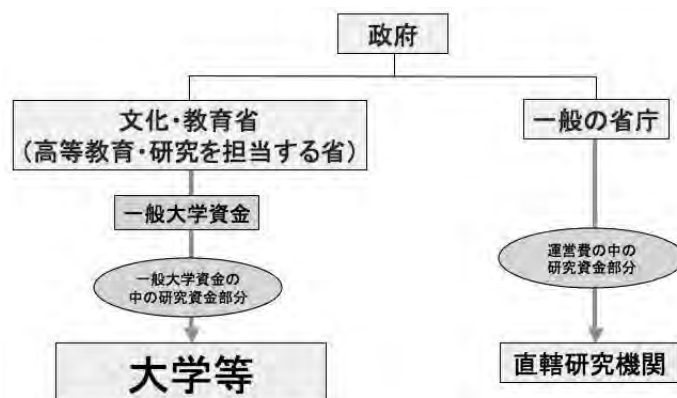 政府
文化・教育省
（高等教育・研究を担当する省）
一般の省庁
一般大学資金
一般大学資金の
中の研究資金部分
運営費の中の
研究資金部分
大学等
直轄研究機関